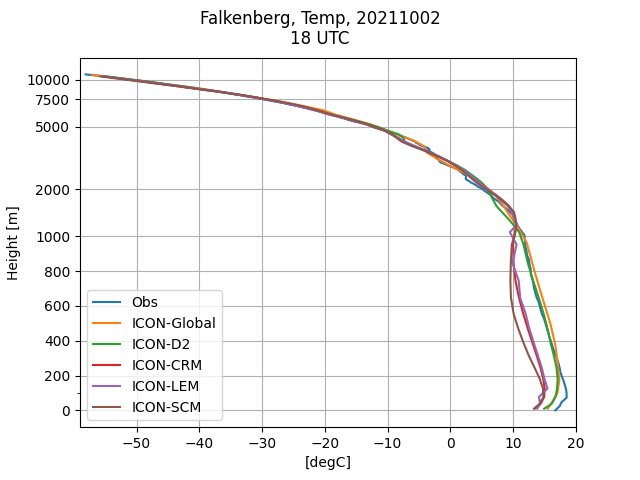 Falkenberg, Temp, 20211002
18 UTC
10000
7500
5000
2000
1000
800
600
400
200
0
Height [m]
Obs
ICON-Global
ICON-D2
ICON-CRM
ICON-LEM
ICON-SCM
−50 −40 −30 −20 −10 0 10 20
[degC]